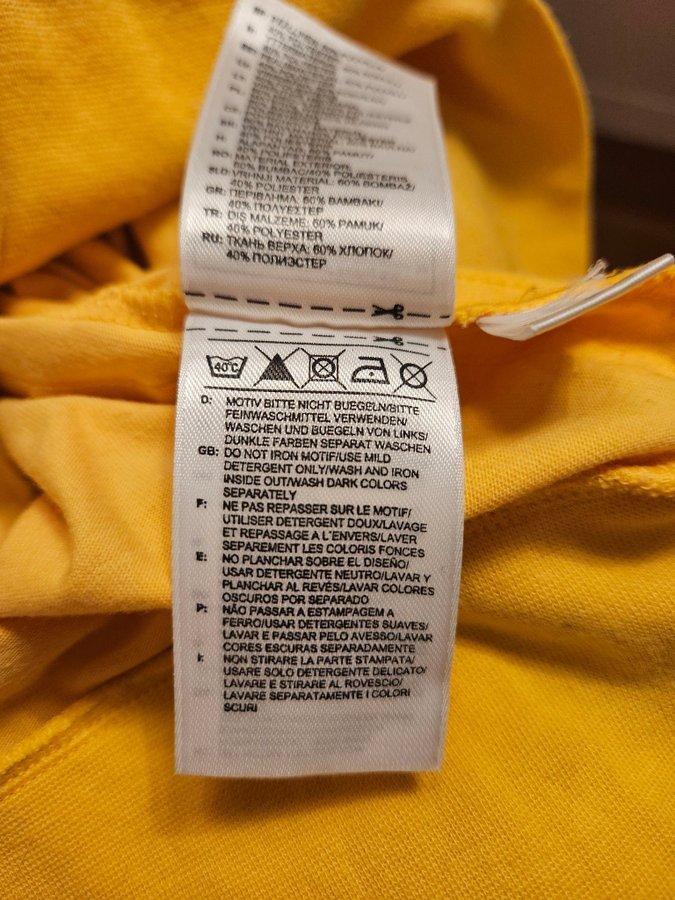 MATERIAL EXTERIOR:
60% BUMBAC/40% POLIESTERIS
VRHNJI MATERIAL: 60% BOMBAŽ/
40% POLIESTER
GR: ΠΕΡΙΒΛΗΜΑ: 60% ΒΑΜΒΑΚΙ/
40% ΠΟΛΥΕΣΤΕΡ
TR: DIŞ MALZEME: 60% PAMUK/
40% POLYESTER
RU: ТКАНЬ ВЕРХА: 60% ХЛОПОК/
40% ПОЛИЭСТЕР
40°C
D: MOTIV BITTE NICHT BUEGELN/BITTE
FEINWASCHMITTEL VERWENDEN/
WASCHEN UND BUEGELN VON LINKS/
DUNKLE FARBEN SEPARAT WASCHEN
GB: DO NOT IRON MOTIF/USE MILD
DETERGENT ONLY/WASH AND IRON
INSIDE OUT/WASH DARK COLORS
SEPARATELY
F: NE PAS REPASSER SUR LE MOTIF/
UTILISER DETERGENT DOUX/LAVAGE
ET REPASSAGE A L'ENVERS/LAVER
SEPAREMENT LES COLORIS FONCES
E: NO PLANCHAR SOBRE EL DISEÑO/
USAR DETERGENTE NEUTRO/LAVAR Y
PLANCHAR AL REVÉS/LAVAR COLORES
OSCUROS POR SEPARADO
P: NÃO PASSAR A ESTAMPAGEM A
FERRO/USAR DETERGENTES SUAVES/
LAVAR E PASSAR PELO AVESSO/LAVAR
CORES ESCURAS SEPARADAMENTE
I: NON STIRARE LA PARTE STAMPATA/
USARE SOLO DETERGENTE DELICATO/
LAVARE E STIRARE AL ROVESCIO/
LAVARE SEPARATAMENTE I COLORI
SCURI